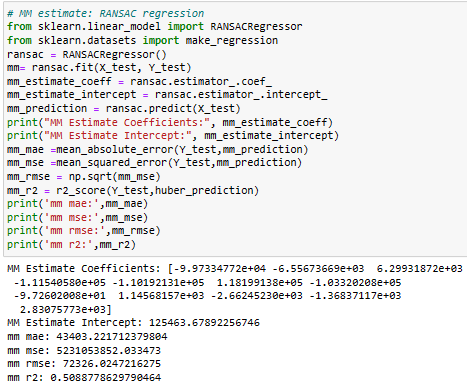 # MM estimate: RANSAC regression
from sklearn.linear_model import RANSACRegressor
from sklearn.datasets import make_regression
ransac = RANSACRegressor()
mm= ransac.fit(X_test, Y_test)
mm_estimate_coeff = ransac.estimator_.coef_
mm_estimate_intercept = ransac.estimator_.intercept_
mm_prediction = ransac.predict(X_test)
print("MM Estimate Coefficients:", mm_estimate_coeff)
print("MM Estimate Intercept:", mm_estimate_intercept)
mm_mae =mean_absolute_error(Y_test,mm_prediction)
mm_mse =mean_squared_error(Y_test,mm_prediction)
mm_rmse = np.sqrt(mm_mse)
mm_r2 = r2_score(Y_test,huber_prediction)
print('mm mae:',mm_mae)
print('mm mse:',mm_mse)
print('mm rmse:',mm_rmse)
print('mm r2:',mm_r2)
MM Estimate Coefficients: [-9.97334772e+04 -6.55673669e+03  6.29931872e+03
 -1.11540580e+05 -1.10192131e+05  1.18199138e+05 -1.03320208e+05
 -9.72602008e+01  1.14568157e+03 -2.66245230e+03 -1.36837117e+03
  2.83075773e+03]
MM Estimate Intercept: 125463.67892256746
mm mae: 43403.221712379804
mm mse: 5231053852.033473
mm rmse: 72326.0247216275
mm r2: 0.5088778629790464